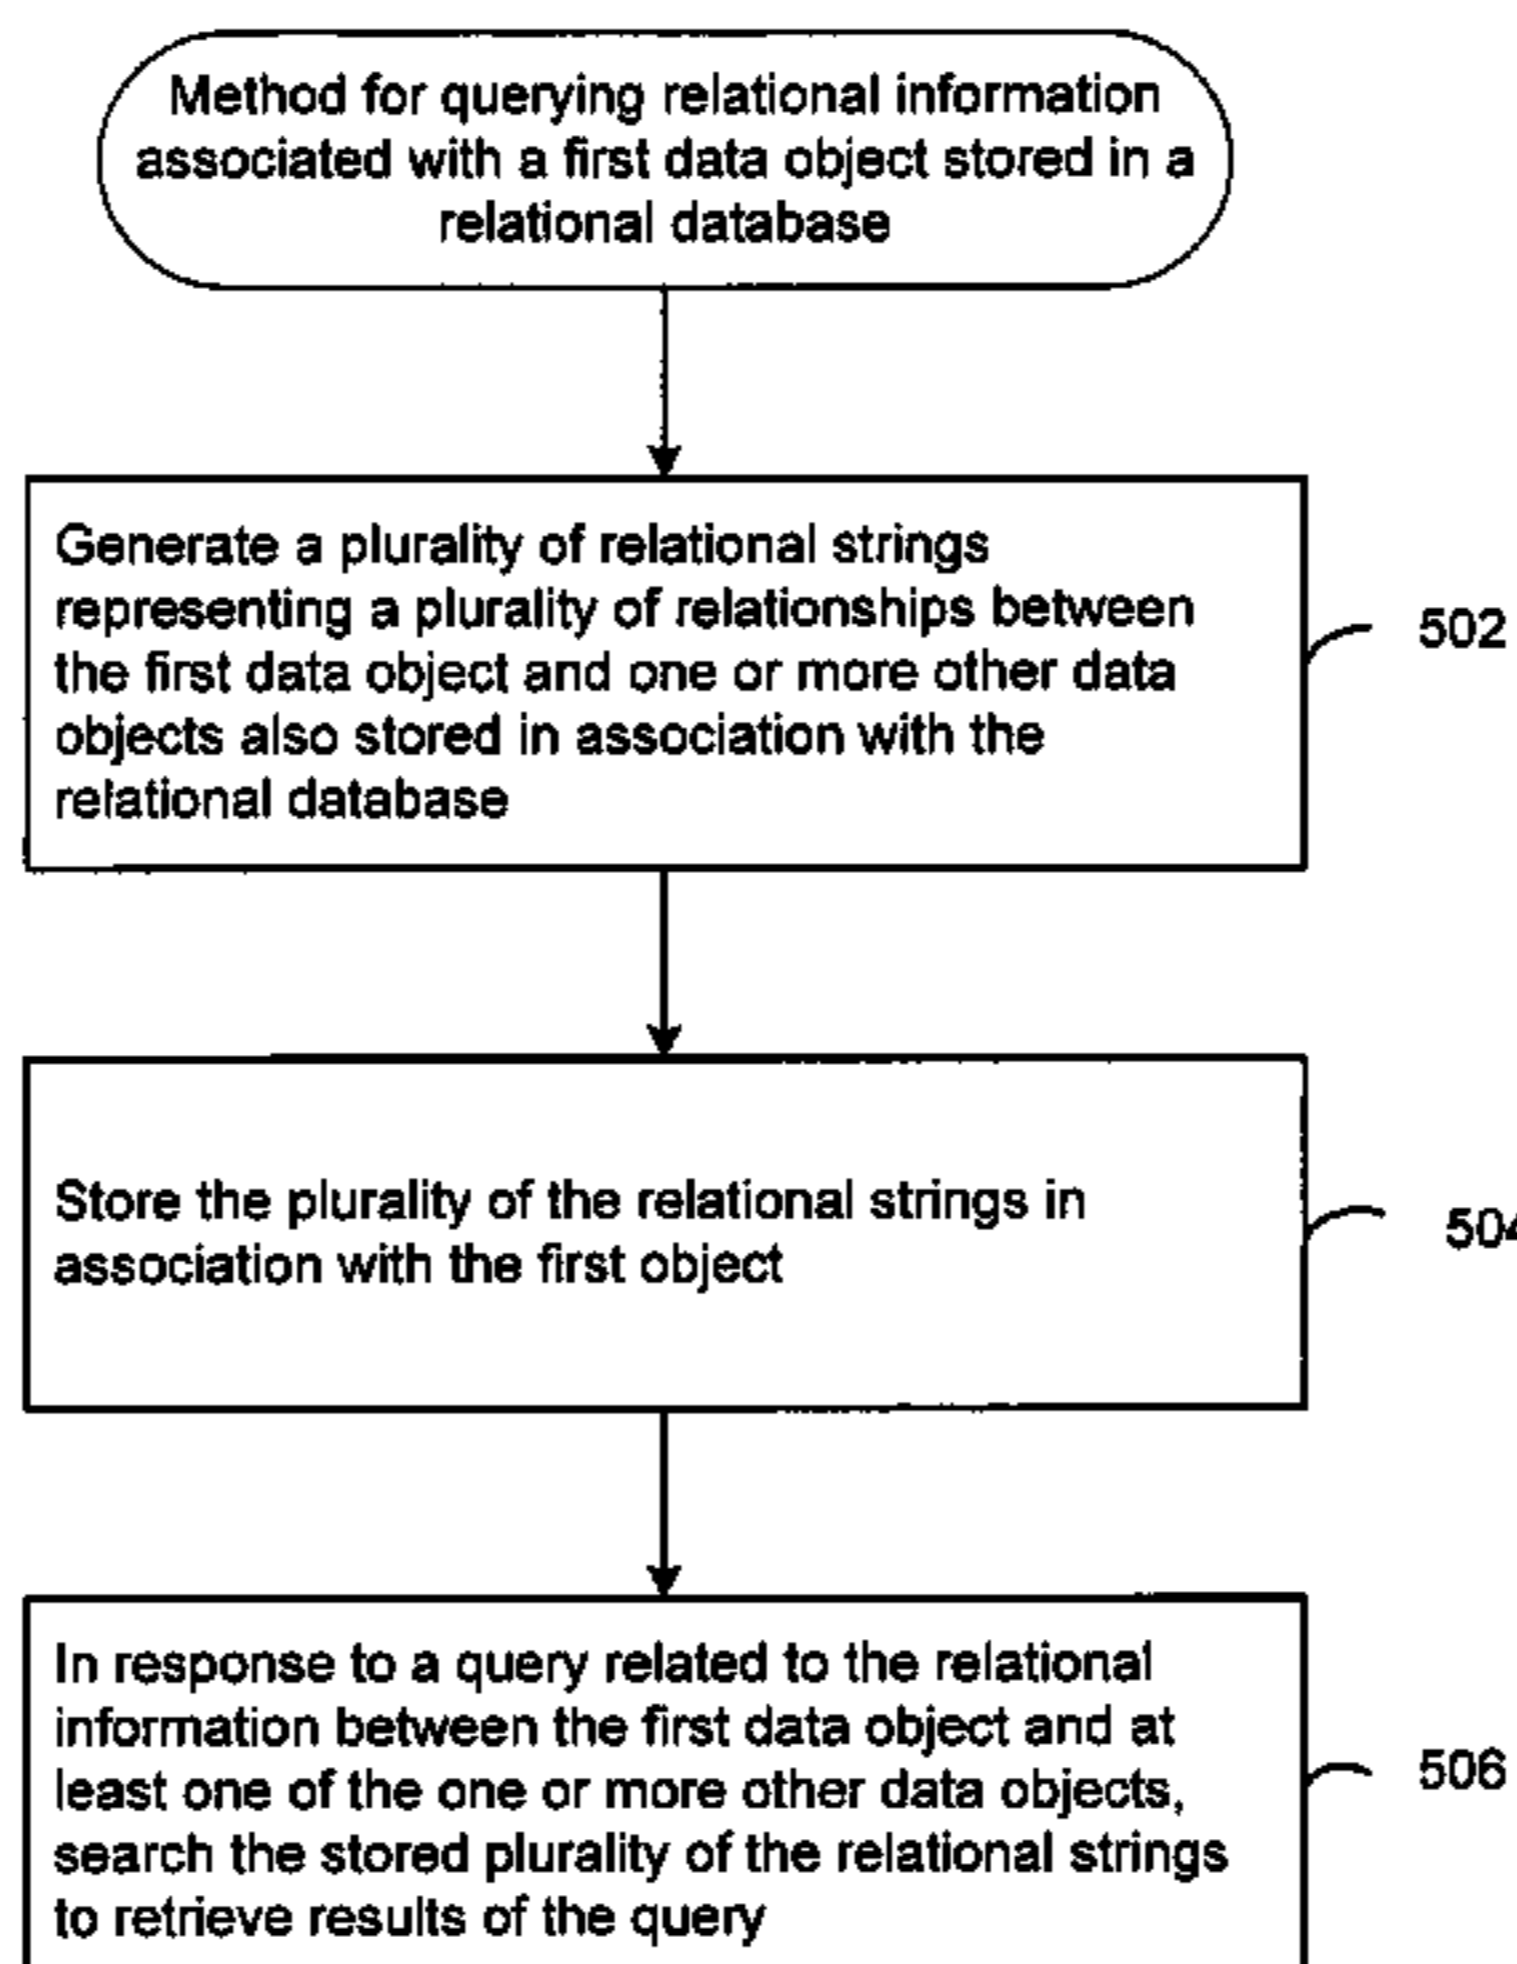 Method for querying relational information
associated with a first data object stored in a
relational database
Generate a plurality of relational strings
representing a plurality of relationships between
the first data object and one or more other data
objects also stored in association with the
relational database
502
Store the plurality of the relational strings in
association with the first object
504
In response to a query related to the relational
information between the first data object and at
least one of the one or more other data objects,
search the stored plurality of the relational strings
to retrieve results of the query
506